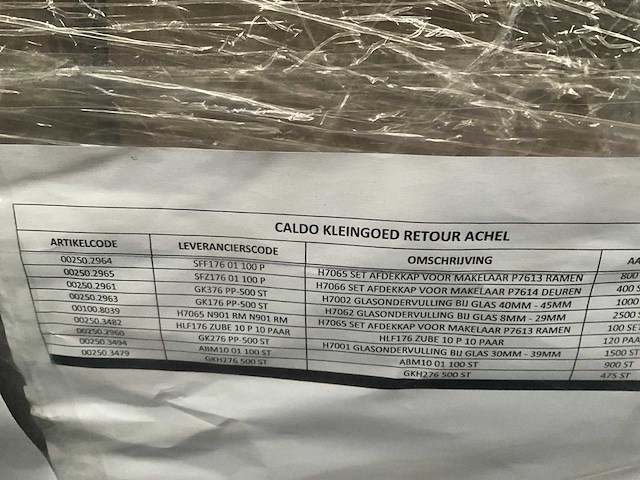 CALDO KLEINGOED RETOUR ACHEL
ARTIKELCODE LEVERANCIERSCODE OMSCHRIJVING AA
00250.2964 SFF176 01 100 P H7065 SET AFDEKKAP VOOR MAKELAAR P7613 RAMEN 800
00250.2965 SFZ176 01 100 P H7066 SET AFDEKKAP VOOR MAKELAAR P7614 DEUREN 400 S
00250.2961 GK376 PP-500 ST H7002 GLASONDERVULLING BIJ GLAS 40MM - 45MM 1000
00250.2963 GK176 PP-500 ST H7062 GLASONDERVULLING BIJ GLAS 8MM - 29MM 2500 S
00100.8039 H7065 N901 RM N901 RM H7065 SET AFDEKKAP VOOR MAKELAAR P7613 RAMEN 100 SE
00250.3482 HLF176 ZUBE 10 P 10 PAAR HLF176 ZUBE 10 P 10 PAAR 120 PAA
00250.2960 GK276 PP-500 ST H7001 GLASONDERVULLING BIJ GLAS 30MM - 39MM 1500 ST
00250.3494 ABM10 01 100 ST ABM10 01 100 ST 900 ST
00250.3479 GKH276 500 ST GKH276 500 ST 475 ST